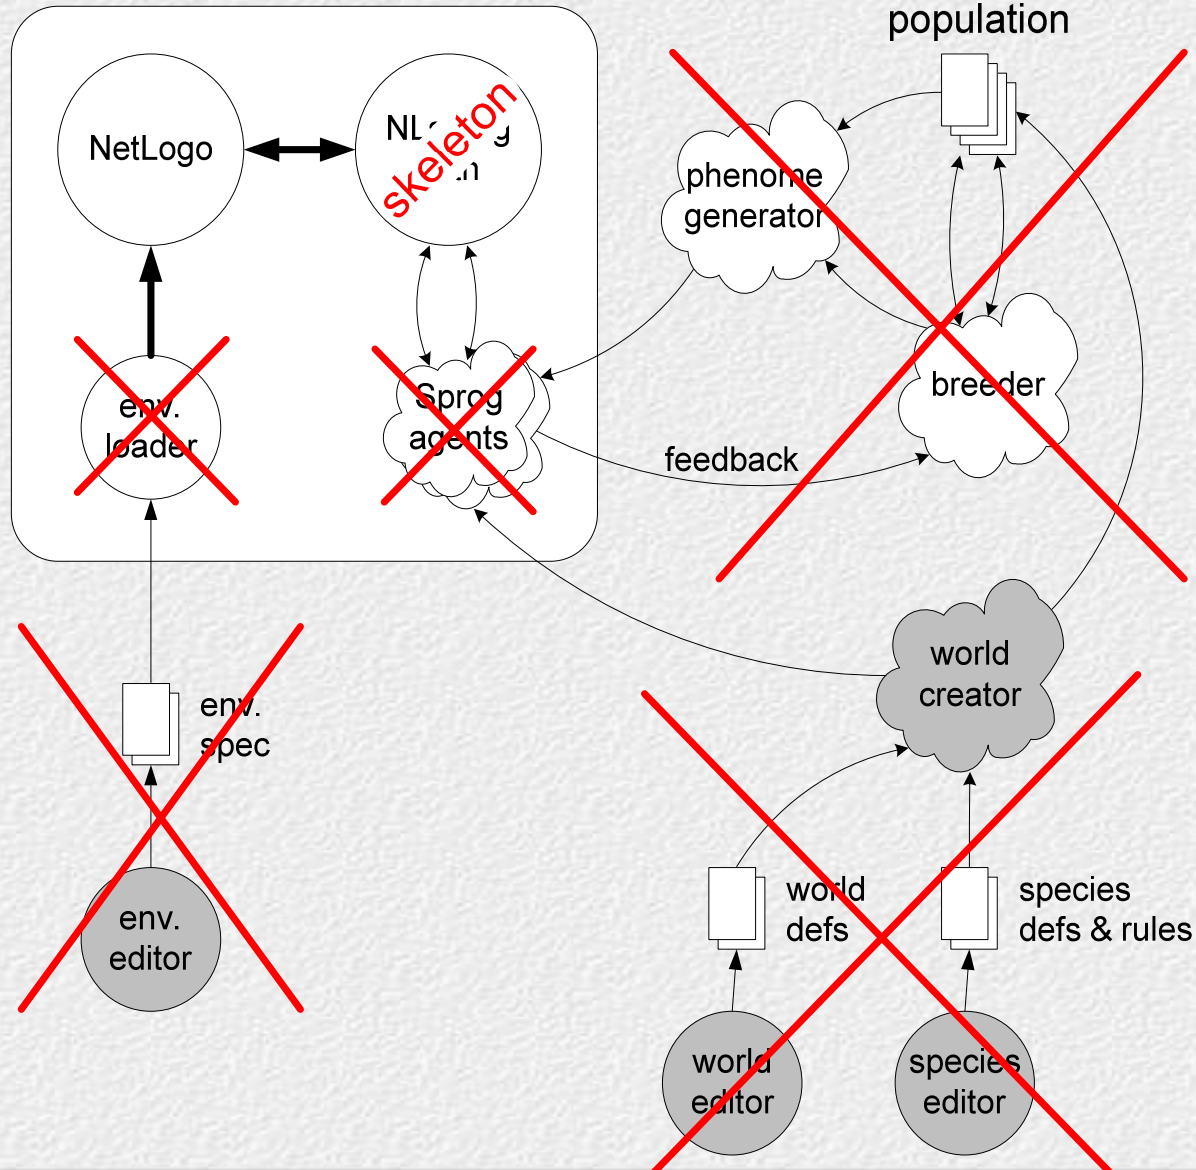 population
NetLogo
skeleton
phenome
generator
env.
loader
Sprog
agents
breeder
feedback
world
creator
env.
spec
world
defs
species
defs & rules
env.
editor
world
editor
species
editor